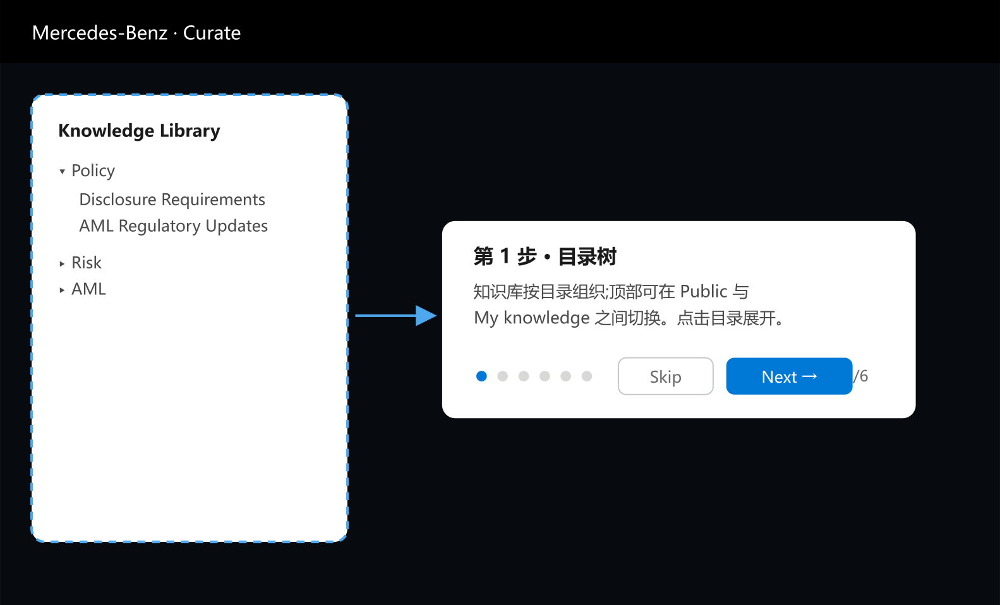 Mercedes-Benz · Curate
Knowledge Library
▾ Policy
Disclosure Requirements
AML Regulatory Updates
▸ Risk
▸ AML
第 1 步 • 目录树
知识库按目录组织;顶部可在 Public 与
My knowledge 之间切换。点击目录展开。
Skip
Next →
/6